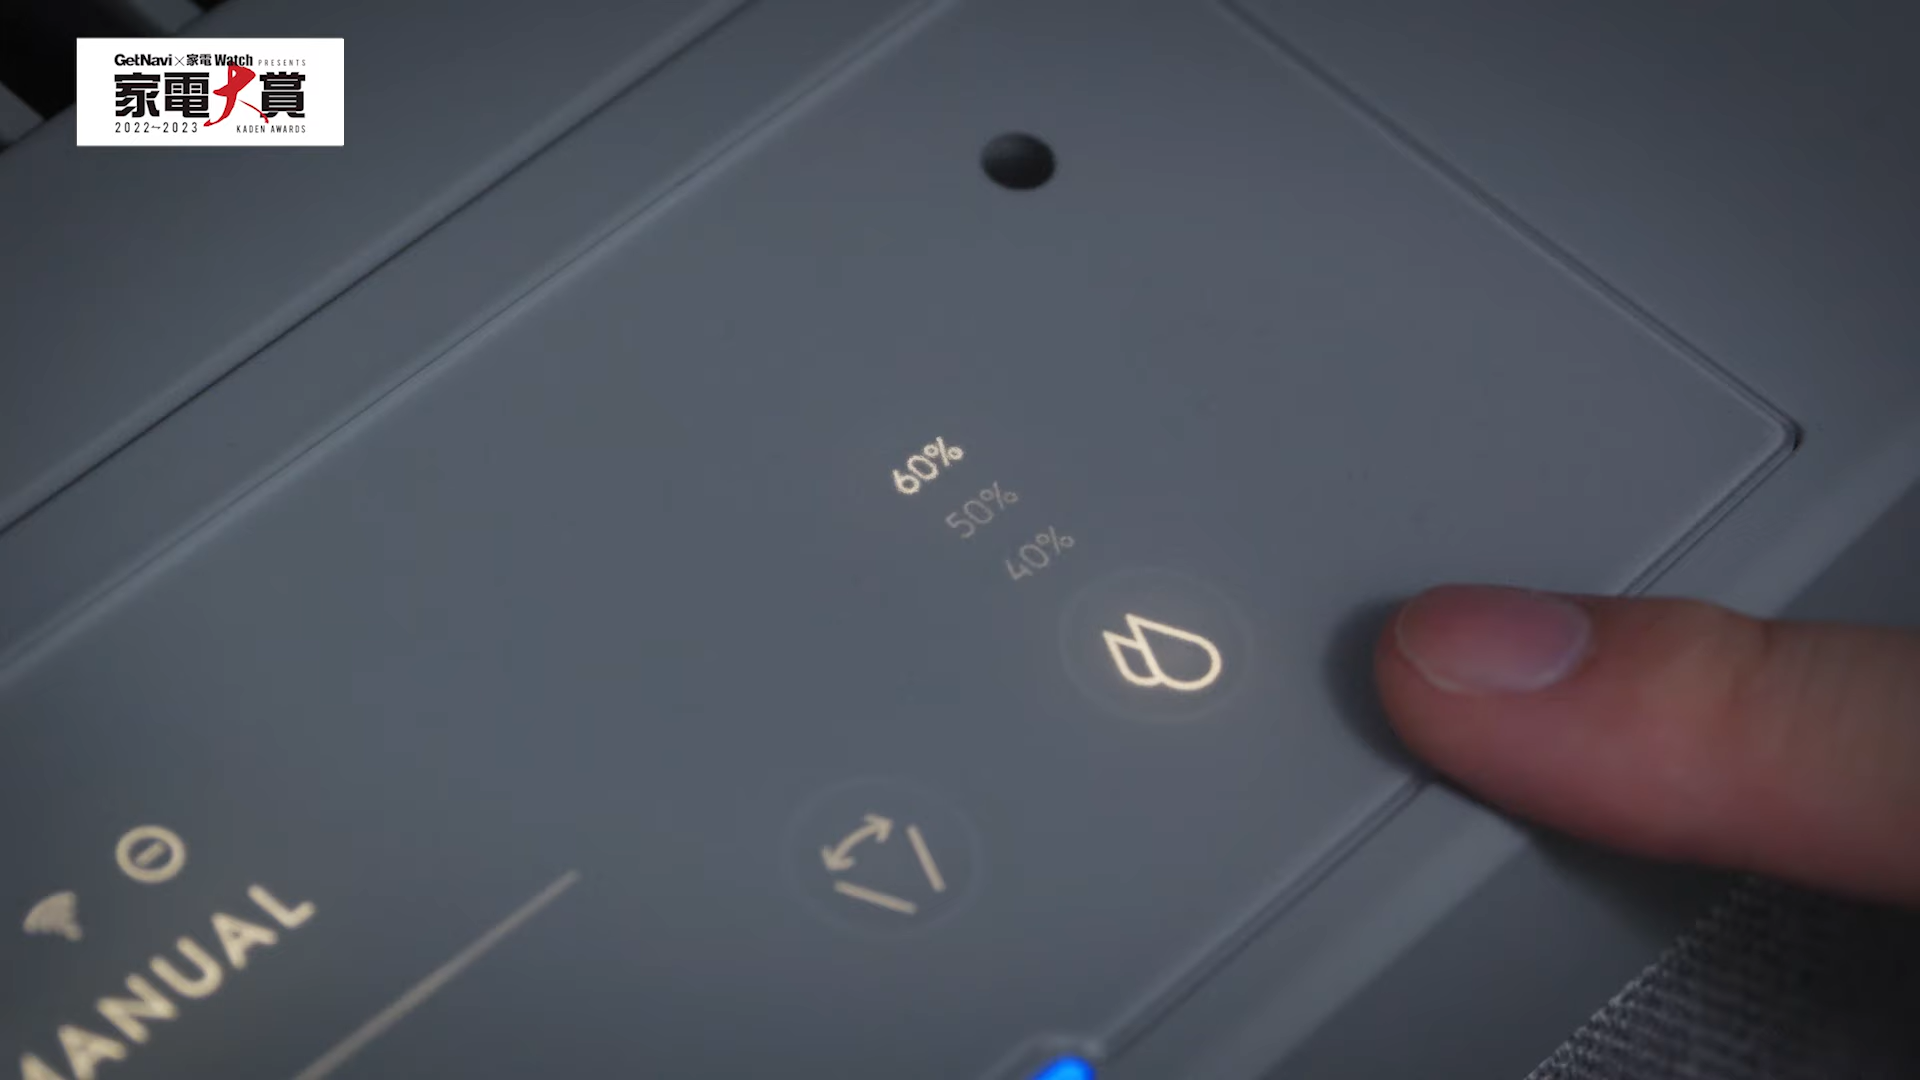 GetNavi×家電 Watch PRESENTS
家電大賞
2022～2023 KADEN AWARDS
60%
50%
40%
MANUAL